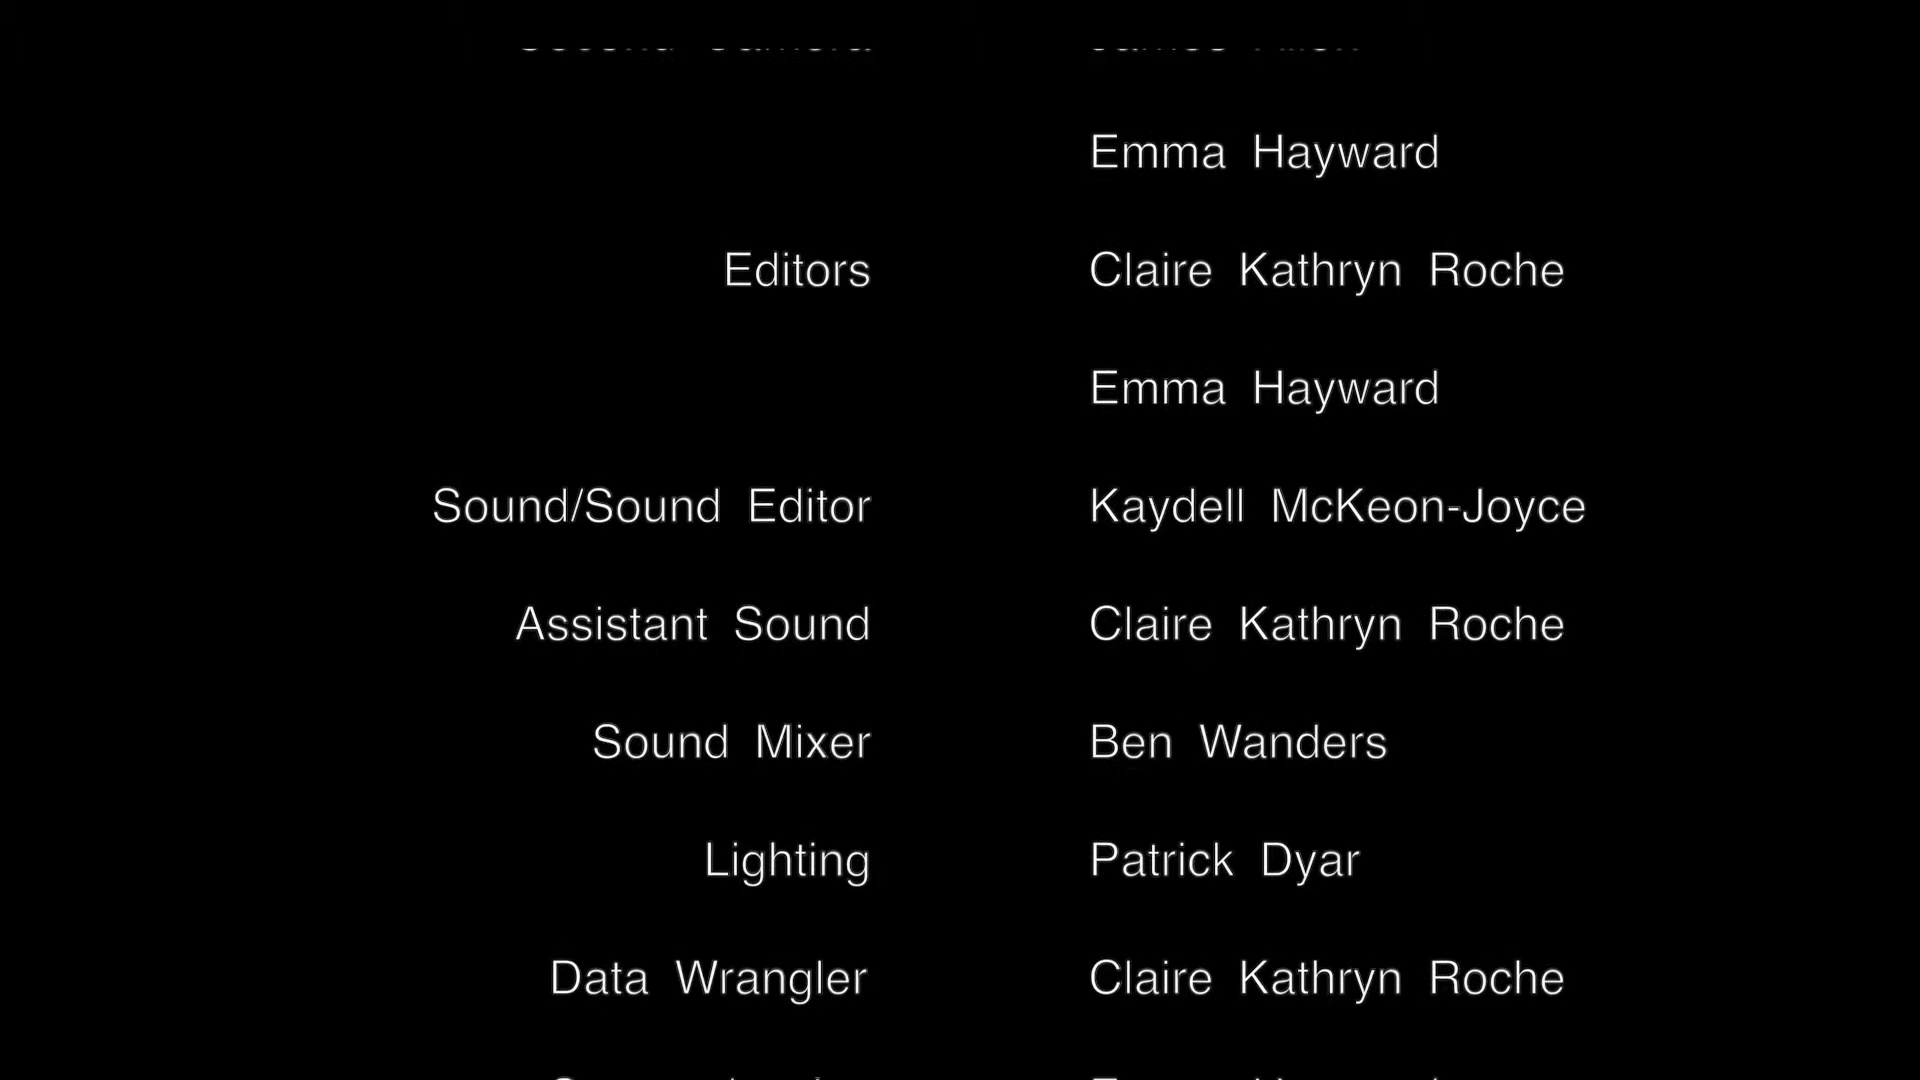 Emma Hayward
Editors Claire Kathryn Roche
Emma Hayward
Sound/Sound Editor Kaydell McKeon-Joyce
Assistant Sound Claire Kathryn Roche
Sound Mixer Ben Wanders
Lighting Patrick Dyar
Data Wrangler Claire Kathryn Roche